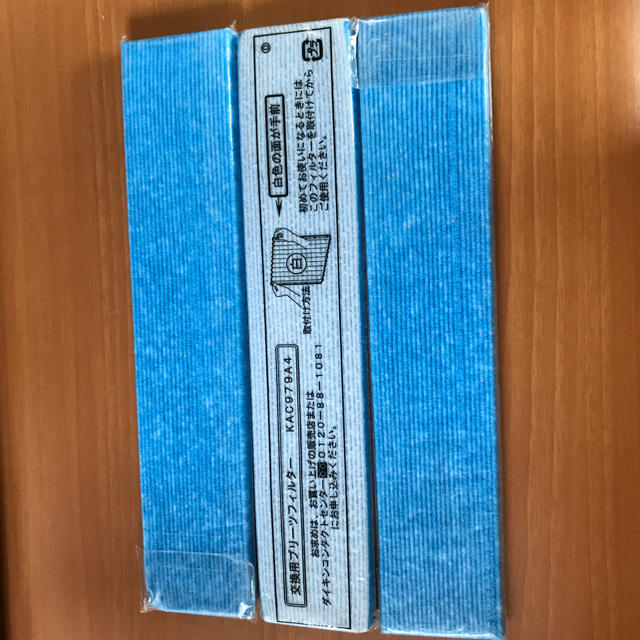 交換用プリーツフィルター　KAC979A4
お求めは、お買い上げの販売店または
ダイキンコンタクトセンター 0120-88-1081
にお申し込みください。
取付け方法
白
白色の面が手前
初めてお使いになるときには
このフィルターを取付けてから
ご使用ください。
プラ